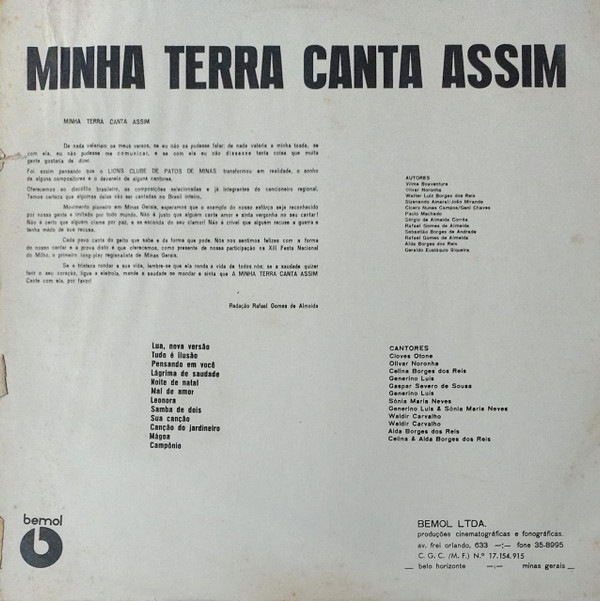 MINHA TERRA CANTA ASSIM
MINHA TERRA CANTA ASSIM
De nada valeriam os meus versos, se eu não os pudesse falar; de nada valeria a minha toada, se
com ela, eu não pudesse me comunicar, e se com ela eu não dissesse tanta coisa que muita
gente gostaria de dizer.
Foi assim pensando que o LIONS CLUBE DE PATOS DE MINAS transformou em realidade, o sonho
de alguns compositores e o devaneio de alguns cantores.
Oferecemos ao discófilo brasileiro, as composições selecionadas e já integrantes do cancioneiro regional.
Temos certeza que algumas delas vão ser cantadas no Brasil inteiro.
Movimento pioneiro em Minas Gerais, esperamos que o exemplo do nosso esforço seja reconhecido
por nossa gente e imitado por todo mundo. Não é justo que alguém cante amor e sinta vergonha no seu cantar!
Não é certo que alguém clame por paz, e se esconda do seu clamor! Não é crível que alguém recuse a guerra e
tenha mêdo de sua recusa.
Cada povo canta do geito que sabe e da forma que pode. Nós nos sentimos felizes com a forma
do nosso cantar e a prova disto é que oferecemos, como presente de nossa participação na XIII Festa Nacional
do Milho, o primeiro long-play regionalista de Minas Gerais.
Se a tristeza rondar a sua vida, lembre-se que ela ronda a vida de todos nós; se a saudade quizer
ferir o seu coração, ligue a eletrola, mande a saudade se mandar e sinta que A MINHA TERRA CANTA ASSIM
Cante com ela, por favor!
Redação Rafael Gomes de Almeida
AUTORES
Vilma Boaventura
Oliver Noronha
Walter Luiz Borges dos Reis
Sizenando Amaral/João Mirande
Cícero Nunes Campos/Genl Chaves
Paulo Machado
Sérgio de Almeida Corrêa
Rafael Gomes de Almeida
Sebastião Borges de Andrade
Rafael Gomes de Almeida
Alda Borges dos Reis
Geraldo Eustáquio Siqueira
Lua, nova versão
Tudo é ilusão
Pensando em você
Lágrima de saudade
Noite de natal
Mal de amor
Leonora
Samba de dois
Sua canção
Canção do jardineiro
Mágoa
Campônio
CANTORES
Cloves Otone
Olivar Noronha
Celina Borges dos Reis
Generino Luis
Gaspar Severo de Sousa
Generino Luis
Sônia Maria Neves
Generino Luis & Sônia Maria Neves
Waldir Carvalho
Waldir Carvalho
Alda Borges dos Reis
Celina & Alda Borges dos Reis
bemol
BEMOL LTDA.
produções cinematográficas e fonográficas.
av. frei orlando, 633 —:— fone 35-8995
C. G. C. (M. F.) N.º 17.154.915
— belo horizonte —:— minas gerais —